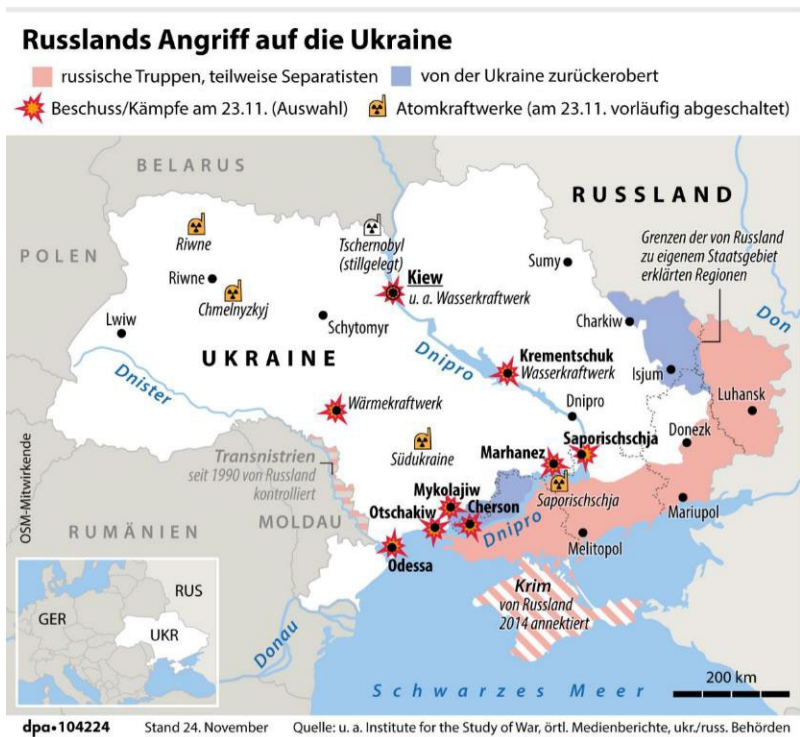 Russlands Angriff auf die Ukraine
russische Truppen, teilweise Separatisten
von der Ukraine zurückerobert
Beschuss/Kämpfe am 23.11. (Auswahl)
Atomkraftwerke (am 23.11. vorläufig abgeschaltet)
BELARUS
RUSSLAND
POLEN
Riwne
Tschernobyl
(stillgelegt)
Sumy
Grenzen der von Russland
zu eigenem Staatsgebiet
erklärten Regionen
Riwne
Kiew
u. a. Wasserkraftwerk
Chmelnyzkyj
Lwiw
Schytomyr
Charkiw
Don
UKRAINE
Dnipro
Krementschuk
Wasserkraftwerk
Isjum
Dnister
Luhansk
Wärmekraftwerk
Dnipro
Donezk
Südukraine
Marhanez
Saporischschja
Transnistrien
seit 1990 von Russland
kontrolliert
Saporischschja
Mykolajiw
Mariupol
OSM-Mitwirkende
RUMÄNIEN
MOLDAU
Otschakiw
Cherson
Dnipro
Melitopol
Odessa
Krim
von Russland
2014 annektiert
GER
RUS
UKR
Donau
200 km
Schwarzes Meer
dpa•104224
Stand 24. November
Quelle: u. a. Institute for the Study of War, örtl. Medienberichte, ukr./russ. Behörden